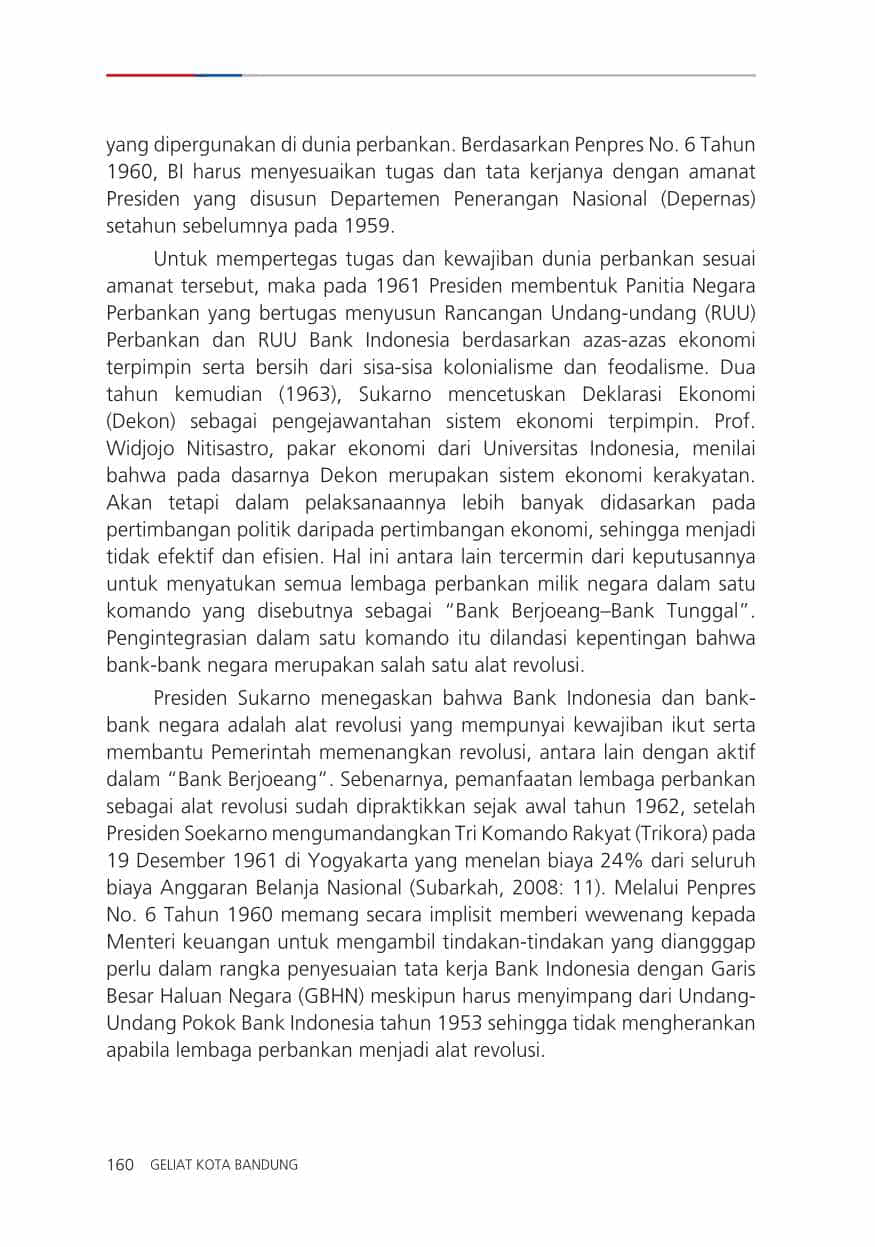 yang dipergunakan di dunia perbankan. Berdasarkan Penpres No. 6 Tahun
1960, BI harus menyesuaikan tugas dan tata kerjanya dengan amanat
Presiden yang disusun Departemen Penerangan Nasional (Depernas)
setahun sebelumnya pada 1959.
Untuk mempertegas tugas dan kewajiban dunia perbankan sesuai
amanat tersebut, maka pada 1961 Presiden membentuk Panitia Negara
Perbankan yang bertugas menyusun Rancangan Undang-undang (RUU)
Perbankan dan RUU Bank Indonesia berdasarkan azas-azas ekonomi
terpimpin serta bersih dari sisa-sisa kolonialisme dan feodalisme. Dua
tahun kemudian (1963), Sukarno mencetuskan Deklarasi Ekonomi
(Dekon) sebagai pengejawantahan sistem ekonomi terpimpin. Prof.
Widjojo Nitisastro, pakar ekonomi dari Universitas Indonesia, menilai
bahwa pada dasarnya Dekon merupakan sistem ekonomi kerakyatan.
Akan tetapi dalam pelaksanaannya lebih banyak didasarkan pada
pertimbangan politik daripada pertimbangan ekonomi, sehingga menjadi
tidak efektif dan efisien. Hal ini antara lain tercermin dari keputusannya
untuk menyatukan semua lembaga perbankan milik negara dalam satu
komando yang disebutnya sebagai “Bank Berjoeang–Bank Tunggal”.
Pengintegrasian dalam satu komando itu dilandasi kepentingan bahwa
bank-bank negara merupakan salah satu alat revolusi.
Presiden Sukarno menegaskan bahwa Bank Indonesia dan bank-
bank negara adalah alat revolusi yang mempunyai kewajiban ikut serta
membantu Pemerintah memenangkan revolusi, antara lain dengan aktif
dalam “Bank Berjoeang”. Sebenarnya, pemanfaatan lembaga perbankan
sebagai alat revolusi sudah dipraktikkan sejak awal tahun 1962, setelah
Presiden Soekarno mengumandangkan Tri Komando Rakyat (Trikora) pada
19 Desember 1961 di Yogyakarta yang menelan biaya 24% dari seluruh
biaya Anggaran Belanja Nasional (Subarkah, 2008: 11). Melalui Penpres
No. 6 Tahun 1960 memang secara implisit memberi wewenang kepada
Menteri keuangan untuk mengambil tindakan-tindakan yang diangggap
perlu dalam rangka penyesuaian tata kerja Bank Indonesia dengan Garis
Besar Haluan Negara (GBHN) meskipun harus menyimpang dari Undang-
Undang Pokok Bank Indonesia tahun 1953 sehingga tidak mengherankan
apabila lembaga perbankan menjadi alat revolusi.
160 GELIAT KOTA BANDUNG